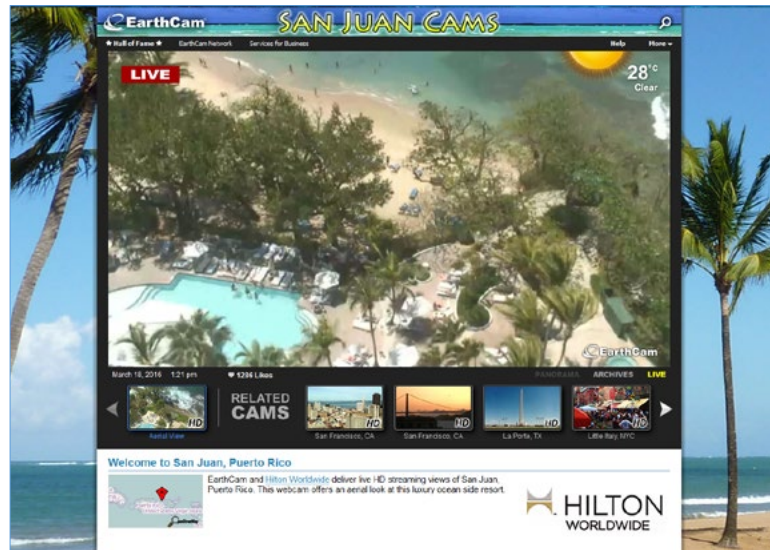 EarthCam
SAN JUAN CAMS
★ Hall of Fame ★ EarthCam Network Services for Business Help More
LIVE
28°C
Clear
EarthCam
March 18, 2016 1:21 pm ♥ 1296 Likes PANORAMA ARCHIVES LIVE
RELATED
CAMS
HD HD HD HD HD
Aerial View San Francisco, CA San Francisco, CA La Porte, TX Little Italy, NYC
Welcome to San Juan, Puerto Rico
EarthCam and Hilton Worldwide deliver live HD streaming views of San Juan,
Puerto Rico. This webcam offers an aerial look at this luxury ocean side resort.
HILTON
WORLDWIDE